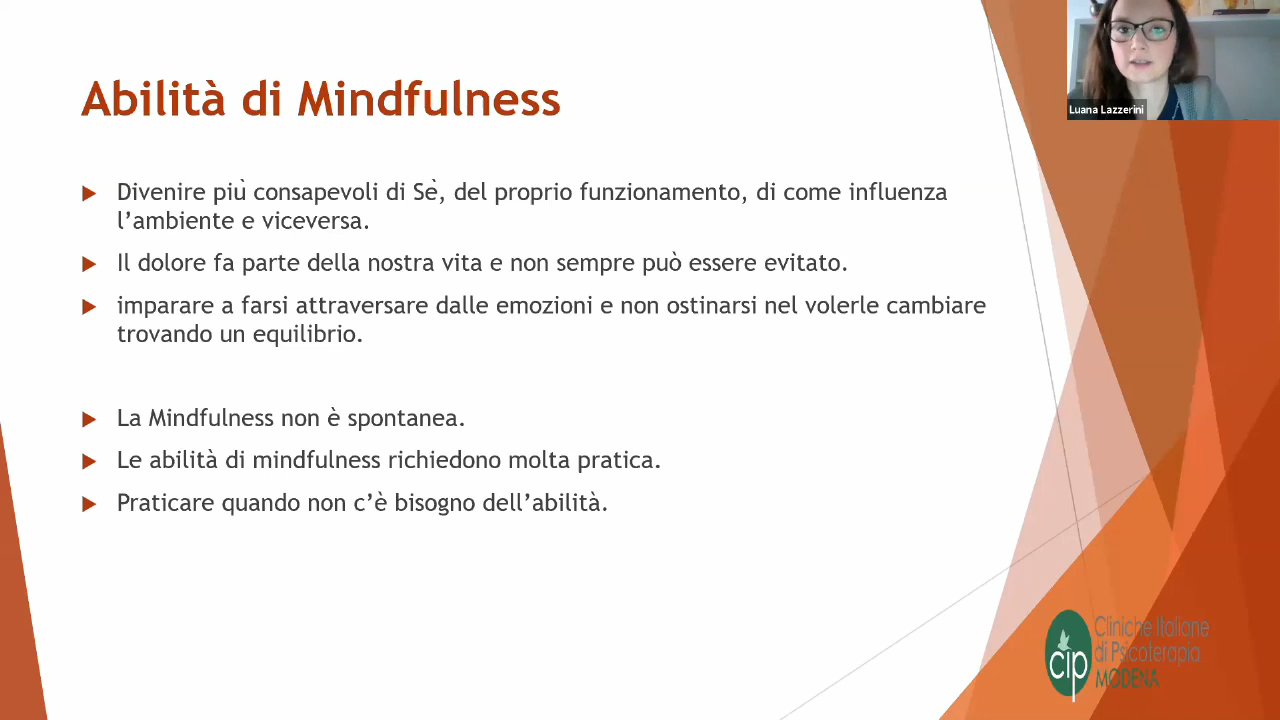 Abilità di Mindfulness
Luana Lazzerini
Divenire più consapevoli di Sè, del proprio funzionamento, di come influenza
l’ambiente e viceversa.
Il dolore fa parte della nostra vita e non sempre può essere evitato.
imparare a farsi attraversare dalle emozioni e non ostinarsi nel volerle cambiare
trovando un equilibrio.
La Mindfulness non è spontanea.
Le abilità di mindfulness richiedono molta pratica.
Praticare quando non c’è bisogno dell’abilità.
cip
Cliniche Italiane
di Psicoterapia
MODENA